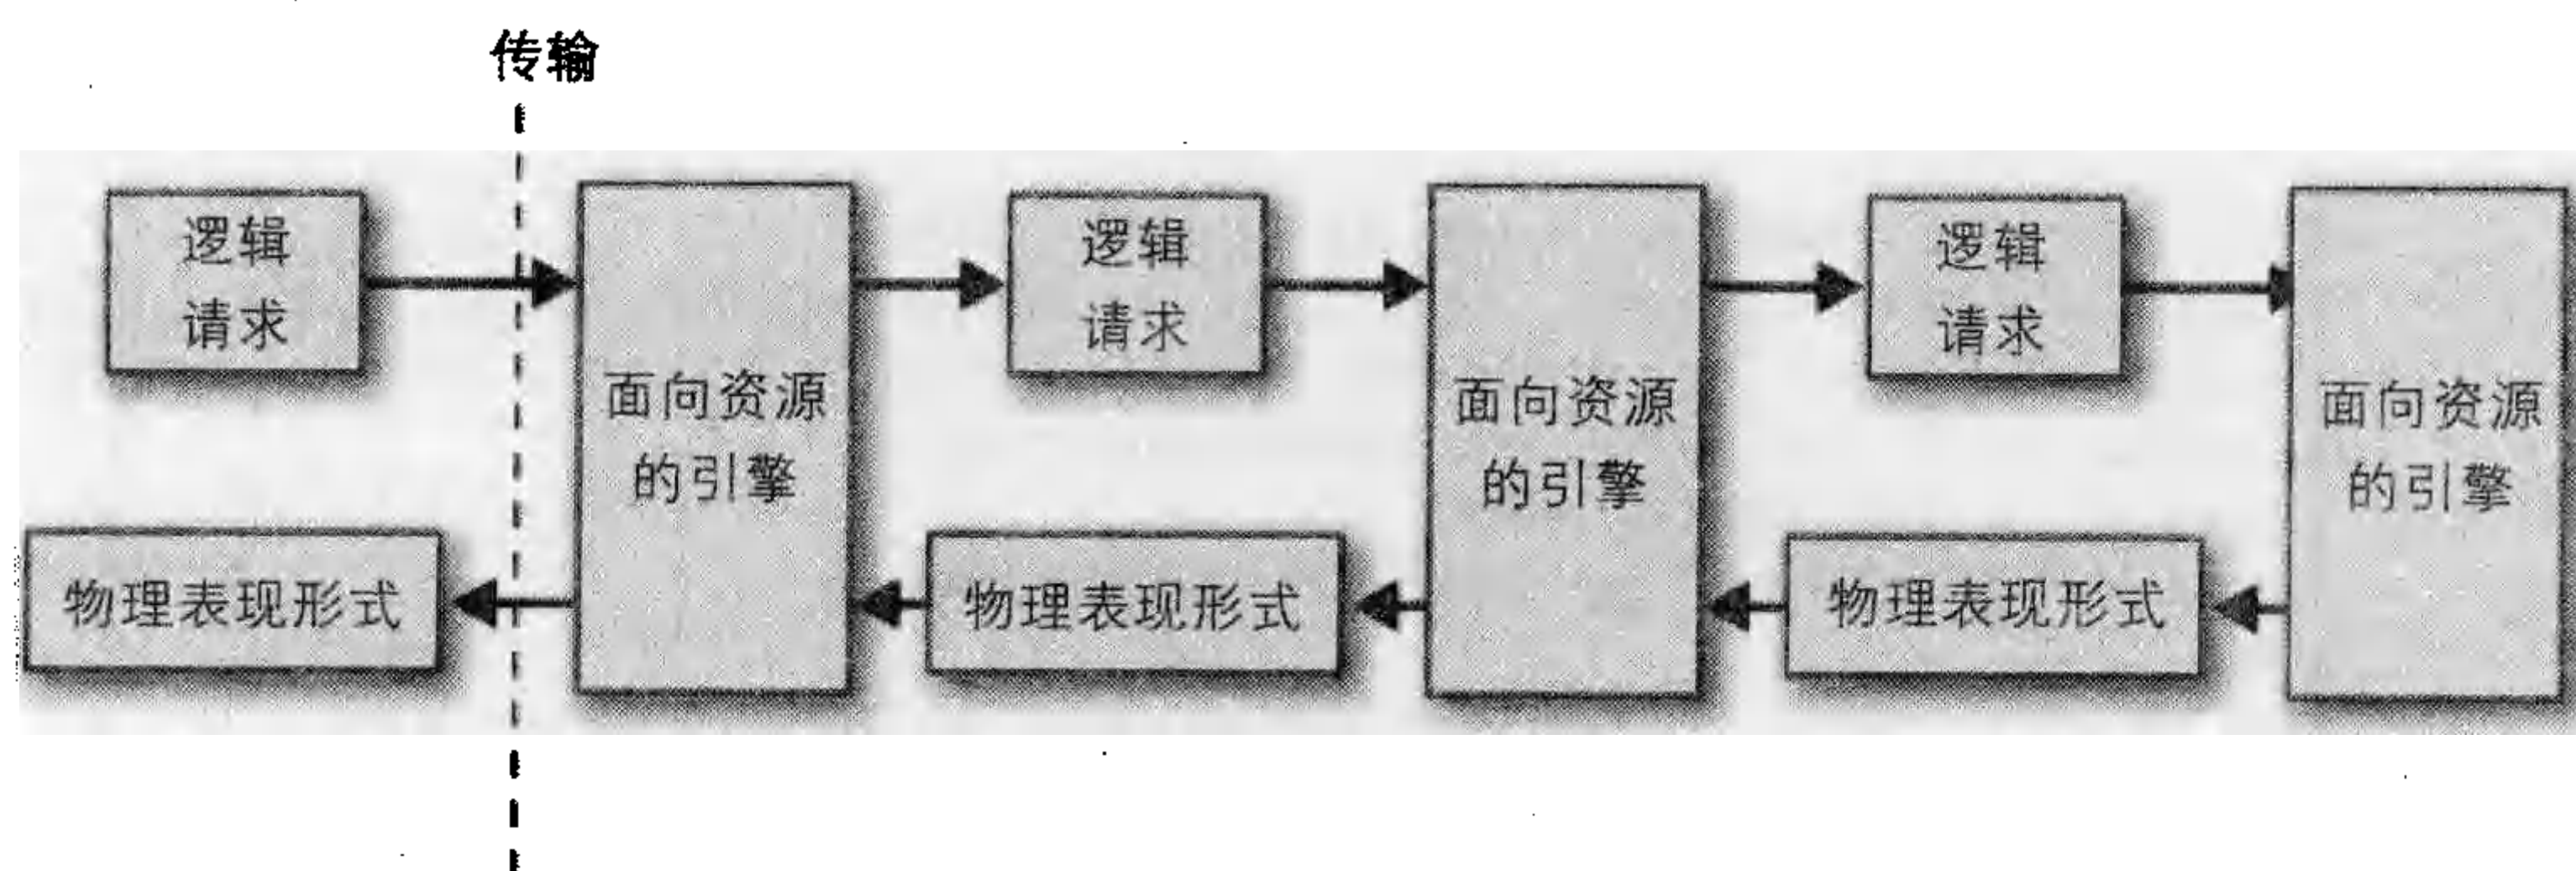 传输
逻辑
请求
面向资源
的引擎
逻辑
请求
面向资源
的引擎
逻辑
请求
面向资源
的引擎
物理表现形式
物理表现形式
物理表现形式